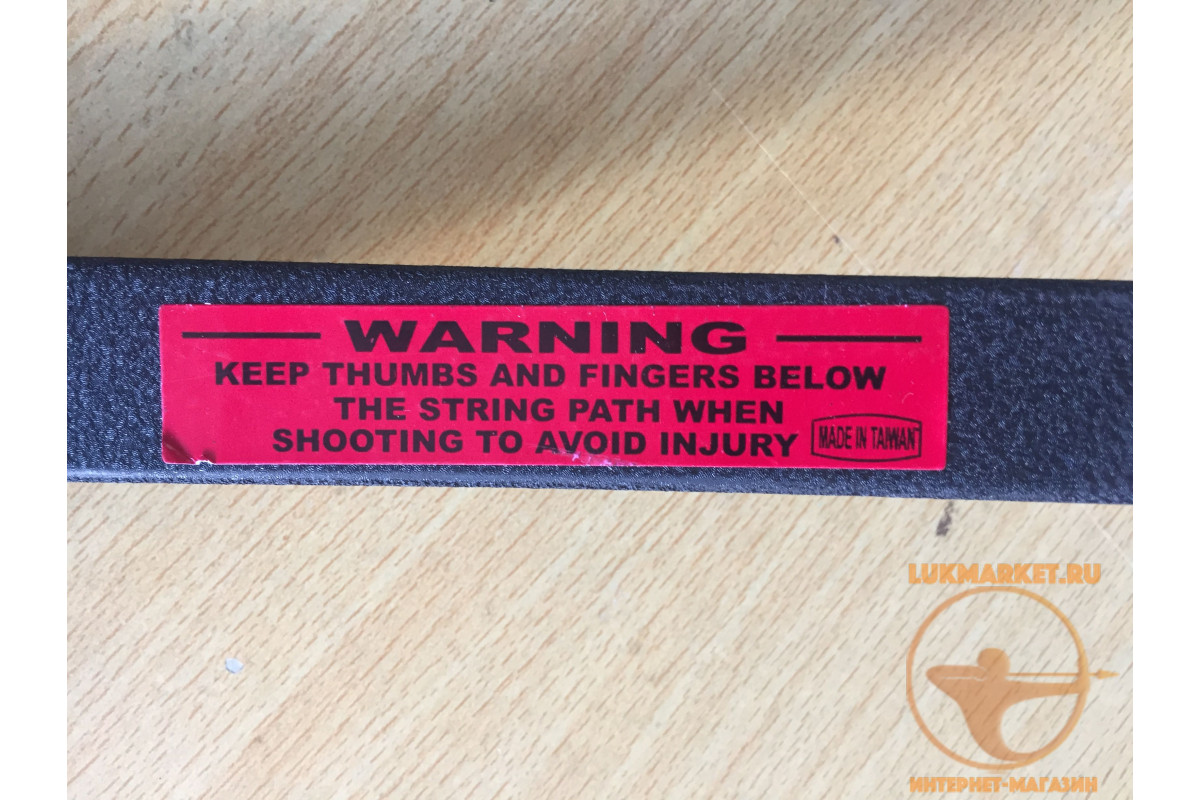 WARNING
KEEP THUMBS AND FINGERS BELOW
THE STRING PATH WHEN
SHOOTING TO AVOID INJURY
MADE IN TAIWAN
LUKMARKET.RU
ИНТЕРНЕТ-МАГАЗИН